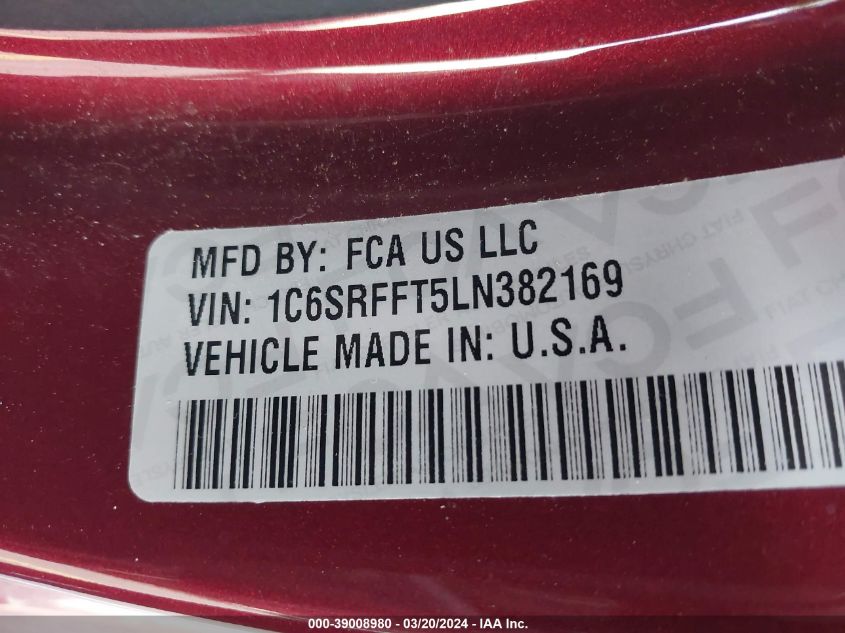 MFD BY: FCA US LLC
VIN: 1C6SRFFT5LN382169
VEHICLE MADE IN: U.S.A.
000-39008980 - 03/20/2024 - IAA Inc.